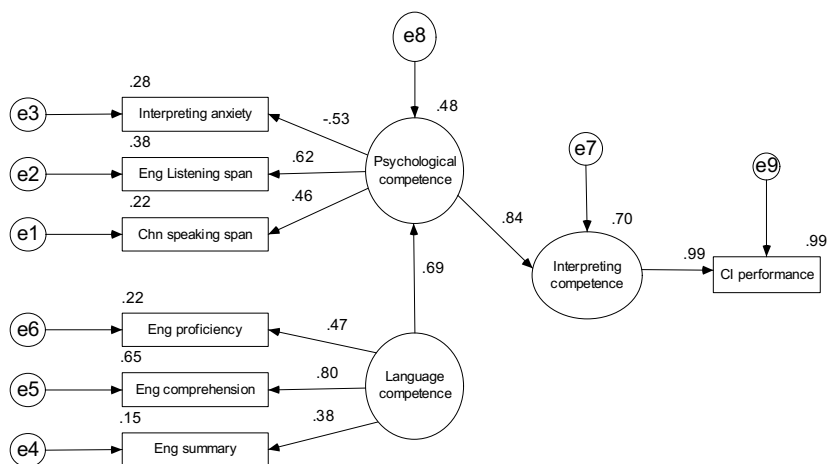 e8
.28
.48
e3
Interpreting anxiety
-.53
.38
Psychological
competence
e7
e9
e2
Eng Listening span
.62
.22
.46
.84
.70
.99
.99
e1
Chn speaking span
Interpreting
competence
CI performance
.69
.22
e6
Eng proficiency
.47
.65
.80
Language
competence
e5
Eng comprehension
.15
.38
e4
Eng summary